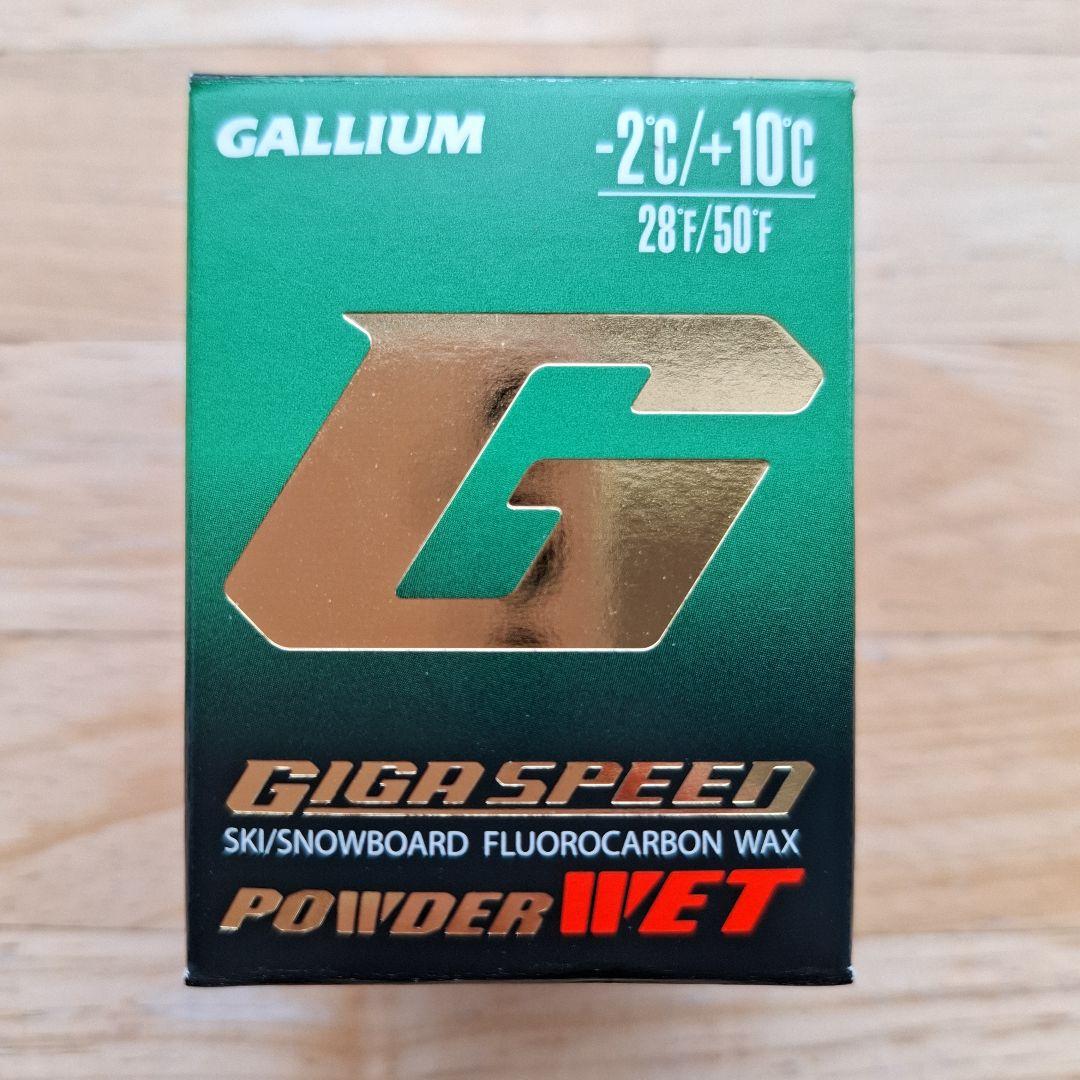 GALLIUM
-2°C/+10°C
28°F/50°F
G
GIGA SPEED
SKI/SNOWBOARD FLUOROCARBON WAX
POWDER WET